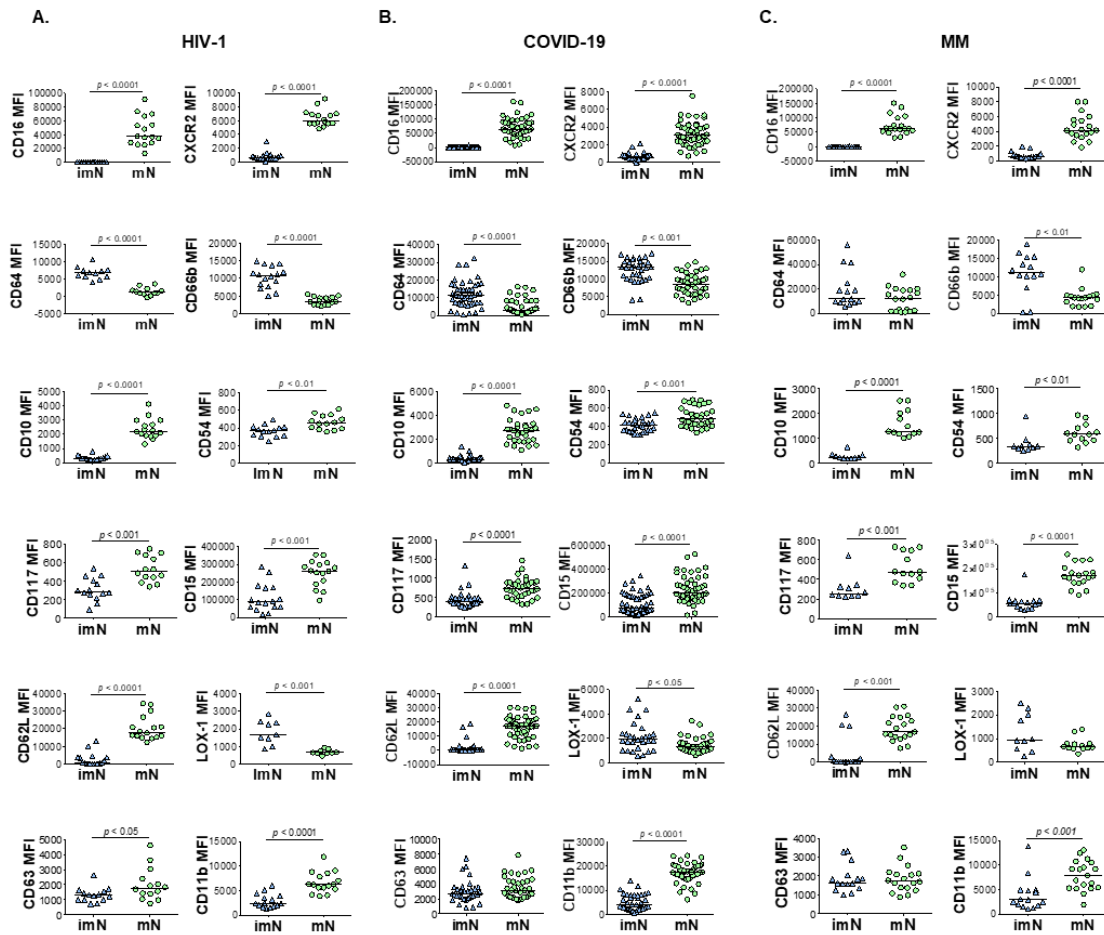 A.
B.
C.
HIV-1
COVID-19
MM
CD16 MFI
100000
80000
60000
40000
20000
0
p < 0.0001
imN
mN
CXCR2 MFI
10000
8000
6000
4000
2000
0
p < 0.0001
imN
mN
CD16 MFI
200000
150000
100000
50000
0
-50000
p < 0.0001
imN
mN
CXCR2 MFI
8000
6000
4000
2000
0
p < 0.0001
imN
mN
CD16 MFI
200000
150000
100000
50000
0
-50000
p < 0.0001
imN
mN
CXCR2 MFI
10000
8000
6000
4000
2000
0
p < 0.0001
imN
mN
CD64 MFI
15000
10000
5000
0
-5000
p < 0.0001
imN
mN
CD66b MFI
20000
15000
10000
5000
0
p < 0.0001
imN
mN
CD64 MFI
40000
30000
20000
10000
0
p < 0.0001
imN
mN
CD66b MFI
20000
15000
10000
5000
0
p < 0.001
imN
mN
CD64 MFI
60000
40000
20000
0
imN
mN
CD66b MFI
20000
15000
10000
5000
0
p < 0.01
imN
mN
CD10 MFI
5000
4000
3000
2000
1000
0
p < 0.0001
imN
mN
CD54 MFI
800
600
400
200
0
p < 0.01
ImN
mN
CD10 MFI
6000
4000
2000
0
p < 0.0001
imN
mN
CD54 MFI
800
600
400
200
0
p < 0.001
imN
mN
CD10 MFI
3000
2000
1000
0
p < 0.0001
imN
mN
CD54 MFI
1500
1000
500
0
p < 0.01
imN
mN
CD117 MFI
800
600
400
200
0
p < 0.001
imN
mN
CD15 MFI
400000
300000
200000
100000
0
p < 0.001
imN
mN
CD117 MFI
2000
1500
1000
500
0
p < 0.0001
imN
mN
CD15 MFI
600000
400000
200000
0
p < 0.0001
imN
mN
CD117 MFI
800
600
400
200
0
p < 0.001
imN
mN
CD15 MFI
p < 0.0001
imN
mN
CD62L MFI
40000
30000
20000
10000
0
p < 0.0001
imN
mN
LOX-1 MFI
4000
3000
2000
1000
0
p < 0.001
ImN
mN
CD62L MFI
40000
30000
20000
10000
0
-10000
p < 0.0001
imN
mN
LOX-1 MFI
6000
4000
2000
0
p < 0.05
imN
mN
CD62L MFI
40000
30000
20000
10000
0
p < 0.001
imN
mN
LOX-1 MFI
3000
2000
1000
0
imN
mN
CD63 MFI
5000
4000
3000
2000
1000
0
p < 0.05
imN
mN
CD11b MFI
15000
10000
5000
0
p < 0.0001
imN
mN
CD63 MFI
10000
8000
6000
4000
2000
0
imN
mN
CD11b MFI
30000
20000
10000
0
p < 0.0001
imN
mN
CD63 MFI
4000
3000
2000
1000
0
imN
mN
CD11b MFI
15000
10000
5000
0
p < 0.001
imN
mN